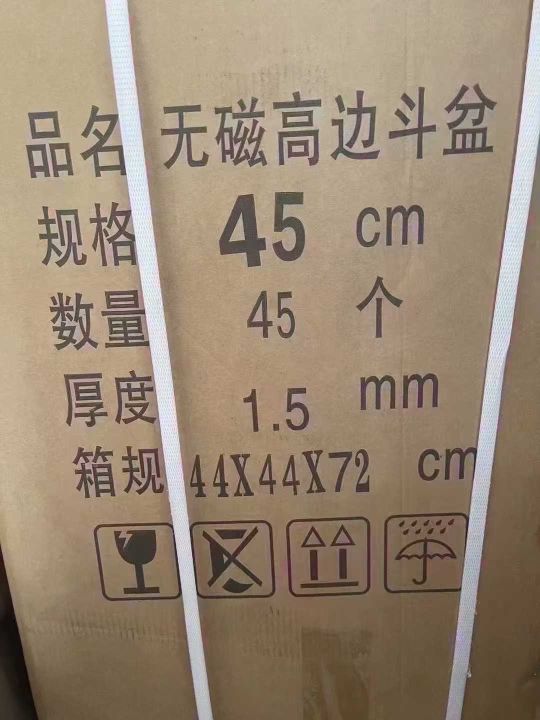 品名 无磁高边斗盆
规格 45 cm
数量 45 个
厚度 1.5 mm
箱规 44X44X72 cm